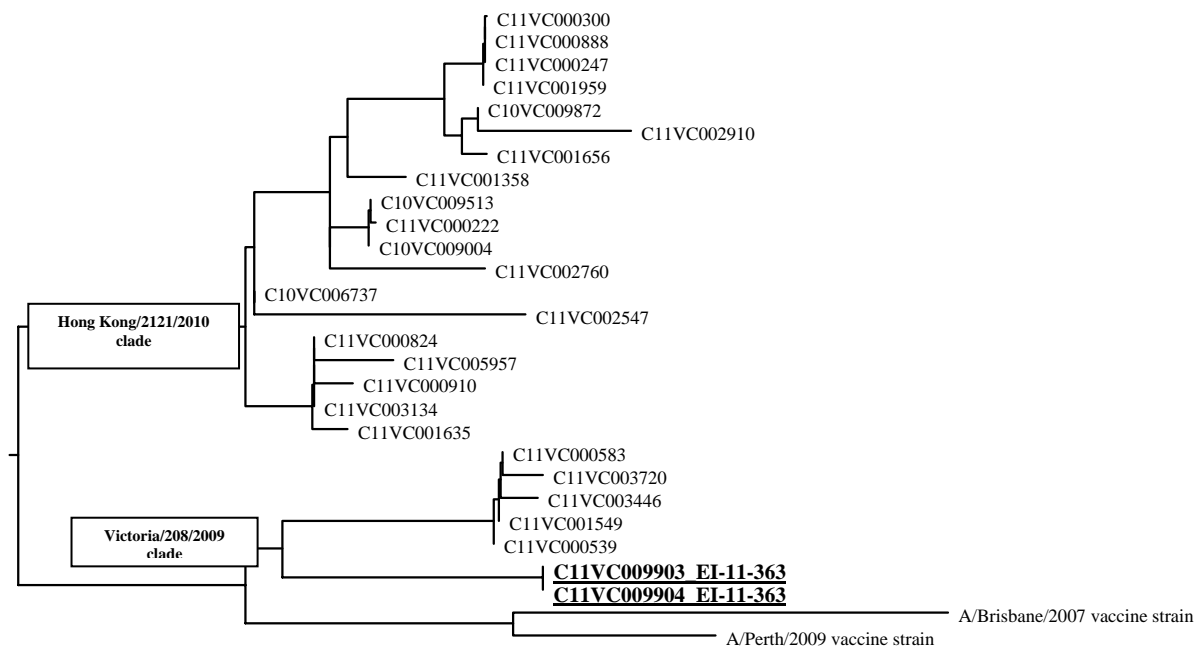 C11VC000300
C11VC000888
C11VC000247
C11VC001959
C10VC009872
C11VC002910
C11VC001656
C11VC001358
C10VC009513
C11VC000222
C10VC009004
C11VC002760
C10VC006737
C11VC002547
Hong Kong/2121/2010
clade
C11VC000824
C11VC005957
C11VC000910
C11VC003134
C11VC001635
C11VC000583
C11VC003720
C11VC003446
C11VC001549
C11VC000539
Victoria/208/2009
clade
C11VC009903_EI-11-363
C11VC009904_EI-11-363
A/Brisbane/2007 vaccine strain
A/Perth/2009 vaccine strain